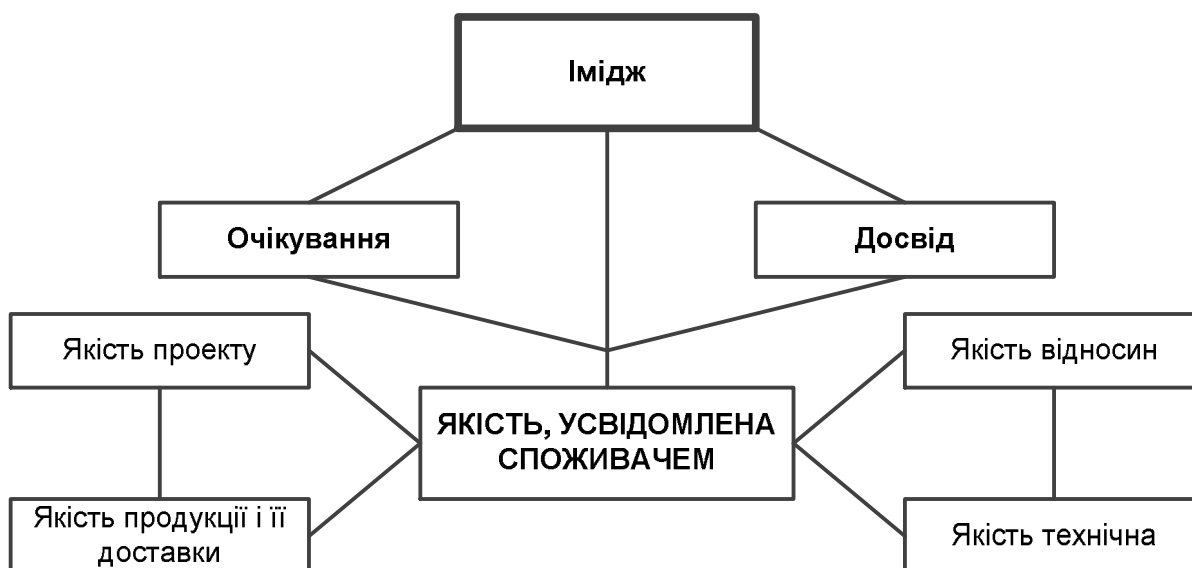 Імідж
Очікування
Досвід
Якість проекту
Якість відносин
ЯКІСТЬ, УСВІДОМЛЕНА
СПОЖИВАЧЕМ
Якість продукції і її
доставки
Якість технічна